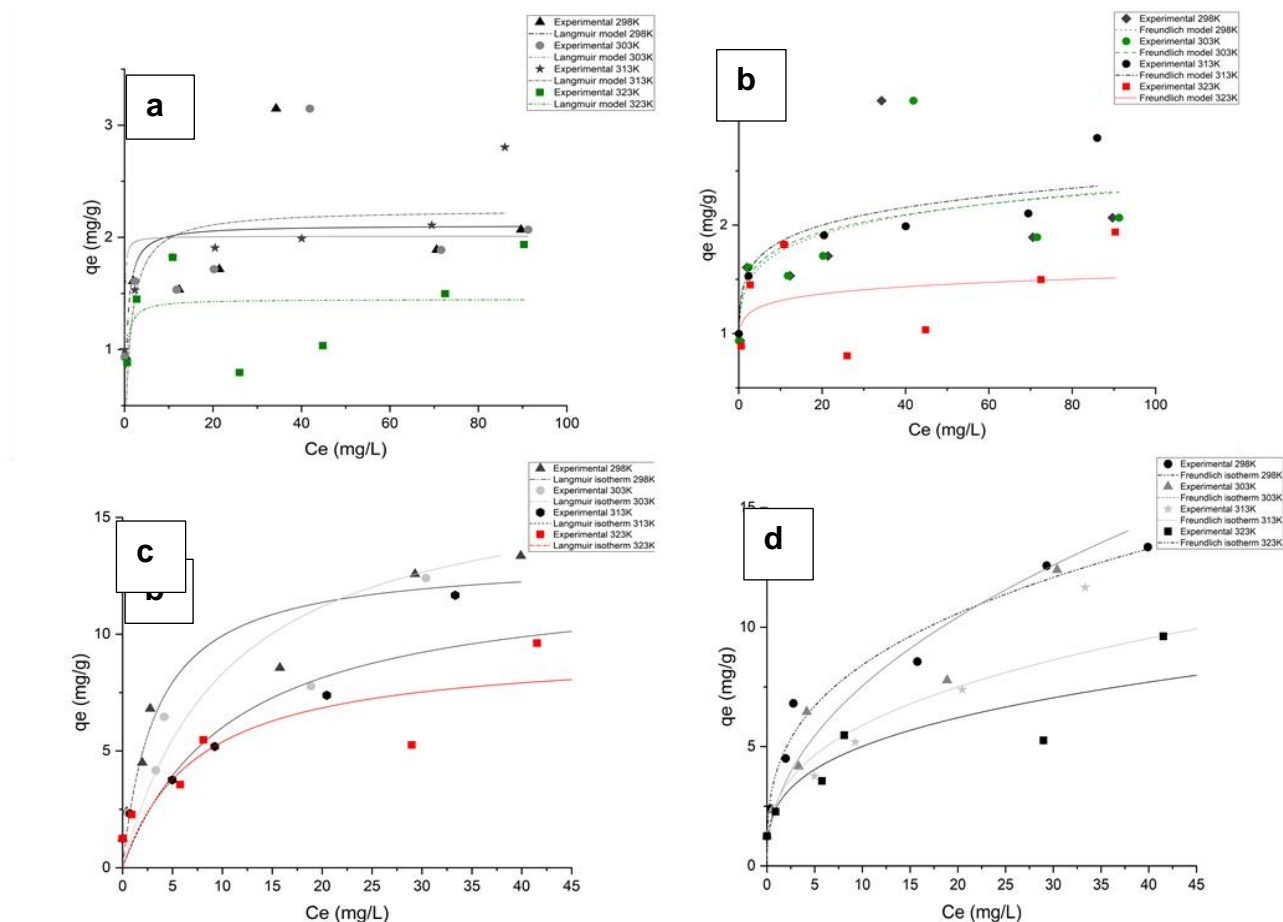 Experimental 298K
Langmuir model 298K
Experimental 303K
Langmuir model 303K
Experimental 313K
Langmuir model 313K
Experimental 323K
Langmuir model 323K
a
3
2
1
qe (mg/g)
0 20 40 60 80 100
Ce (mg/L)
Experimental 298K
Freundlich model 298K
Experimental 303K
Freundlich model 303K
Experimental 313K
Freundlich model 313K
Experimental 323K
Freundlich model 323K
b
2
1
qe (mg/g)
0 20 40 60 80 100
Ce (mg/L)
Experimental 298K
Langmuir isotherm 298K
Experimental 303K
Langmuir isotherm 303K
Experimental 313K
Langmuir isotherm 313K
Experimental 323K
Langmuir isotherm 323K
15
c
10
5
0
qe (mg/g)
0 5 10 15 20 25 30 35 40 45
Ce (mg/L)
Experimental 298K
Freundlich isotherm 298K
Experimental 303K
Freundlich isotherm 303K
Experimental 313K
Freundlich isotherm 313K
Experimental 323K
Freundlich isotherm 323K
d
10
5
0
qe (mg/g)
0 5 10 15 20 25 30 35 40 45
Ce (mg/L)